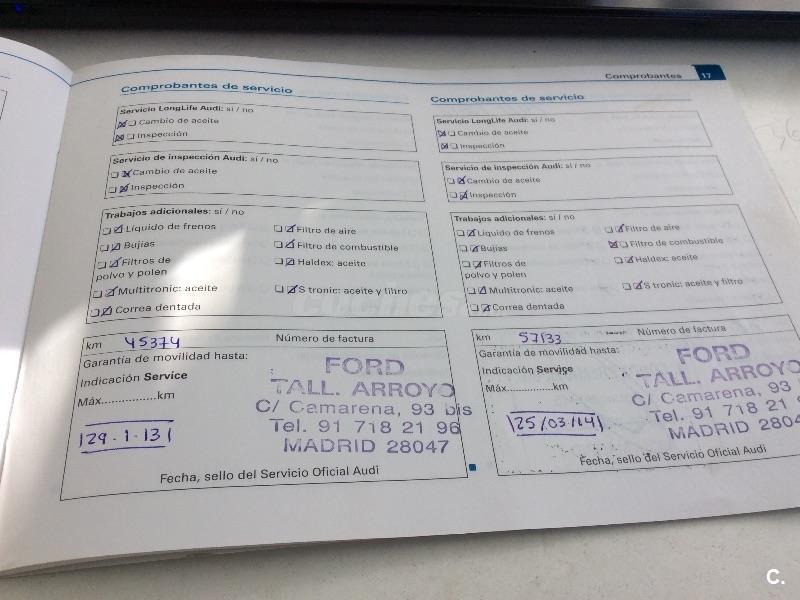 Comprobantes 17
Comprobantes de servicio
Servicio LongLife Audi: sí / no
Cambio de aceite
Inspección
Servicio de inspección Audi: sí / no
Cambio de aceite
Inspección
Trabajos adicionales: sí / no
Líquido de frenos
Filtro de aire
Bujías
Filtro de combustible
Filtros de
polvo y polen
Haldex: aceite
Multitronic: aceite
S tronic: aceite y filtro
Correa dentada
km 45374 Número de factura
Garantía de movilidad hasta:
Indicación Service
Máx................km
29-1-13
FORD
TALL. ARROYO
C/ Camarena, 93 bis
Tel. 91 718 21 96
MADRID 28047
Fecha, sello del Servicio Oficial Audi
Comprobantes de servicio
Servicio LongLife Audi: sí / no
Cambio de aceite
Inspección
Servicio de inspección Audi: sí / no
Cambio de aceite
Inspección
Trabajos adicionales: sí / no
Líquido de frenos
Filtro de aire
Bujías
Filtro de combustible
Filtros de
polvo y polen
Haldex: aceite
Multitronic: aceite
S tronic: aceite y filtro
Correa dentada
km 57133 Número de factura
Garantía de movilidad hasta:
Indicación Service
Máx................km
25/03/14
FORD
TALL. ARROYO
C/ Camarena, 93
Tel. 91 718 21
MADRID 2804
Fecha, sello del Servicio Oficial Audi
C.